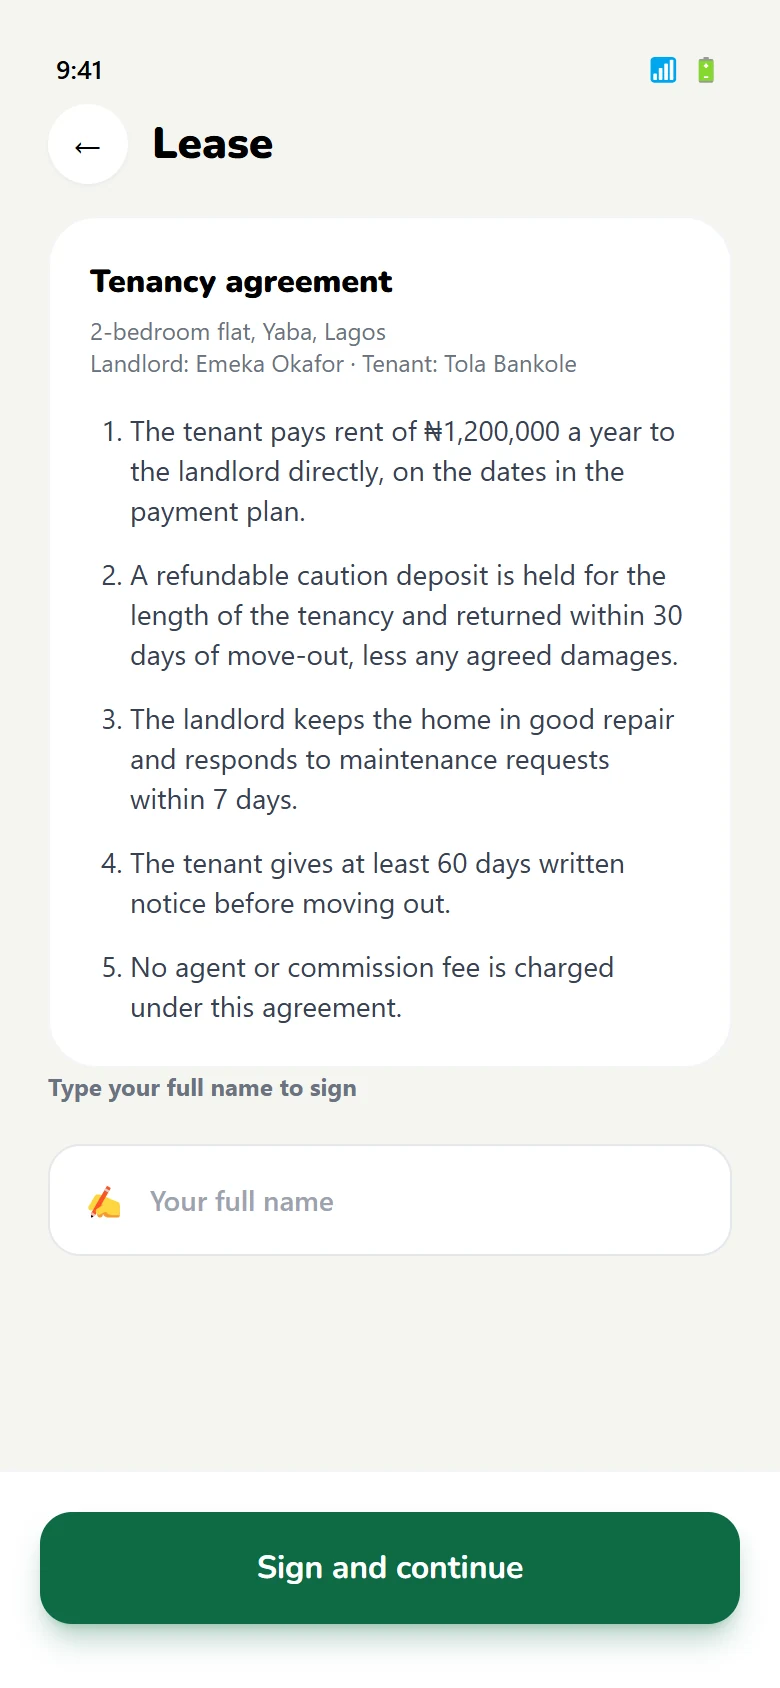 9:41
← Lease
Tenancy agreement
2-bedroom flat, Yaba, Lagos
Landlord: Emeka Okafor · Tenant: Tola Bankole
1. The tenant pays rent of ₦1,200,000 a year to
the landlord directly, on the dates in the
payment plan.
2. A refundable caution deposit is held for the
length of the tenancy and returned within 30
days of move-out, less any agreed damages.
3. The landlord keeps the home in good repair
and responds to maintenance requests
within 7 days.
4. The tenant gives at least 60 days written
notice before moving out.
5. No agent or commission fee is charged
under this agreement.
Type your full name to sign
Your full name
Sign and continue